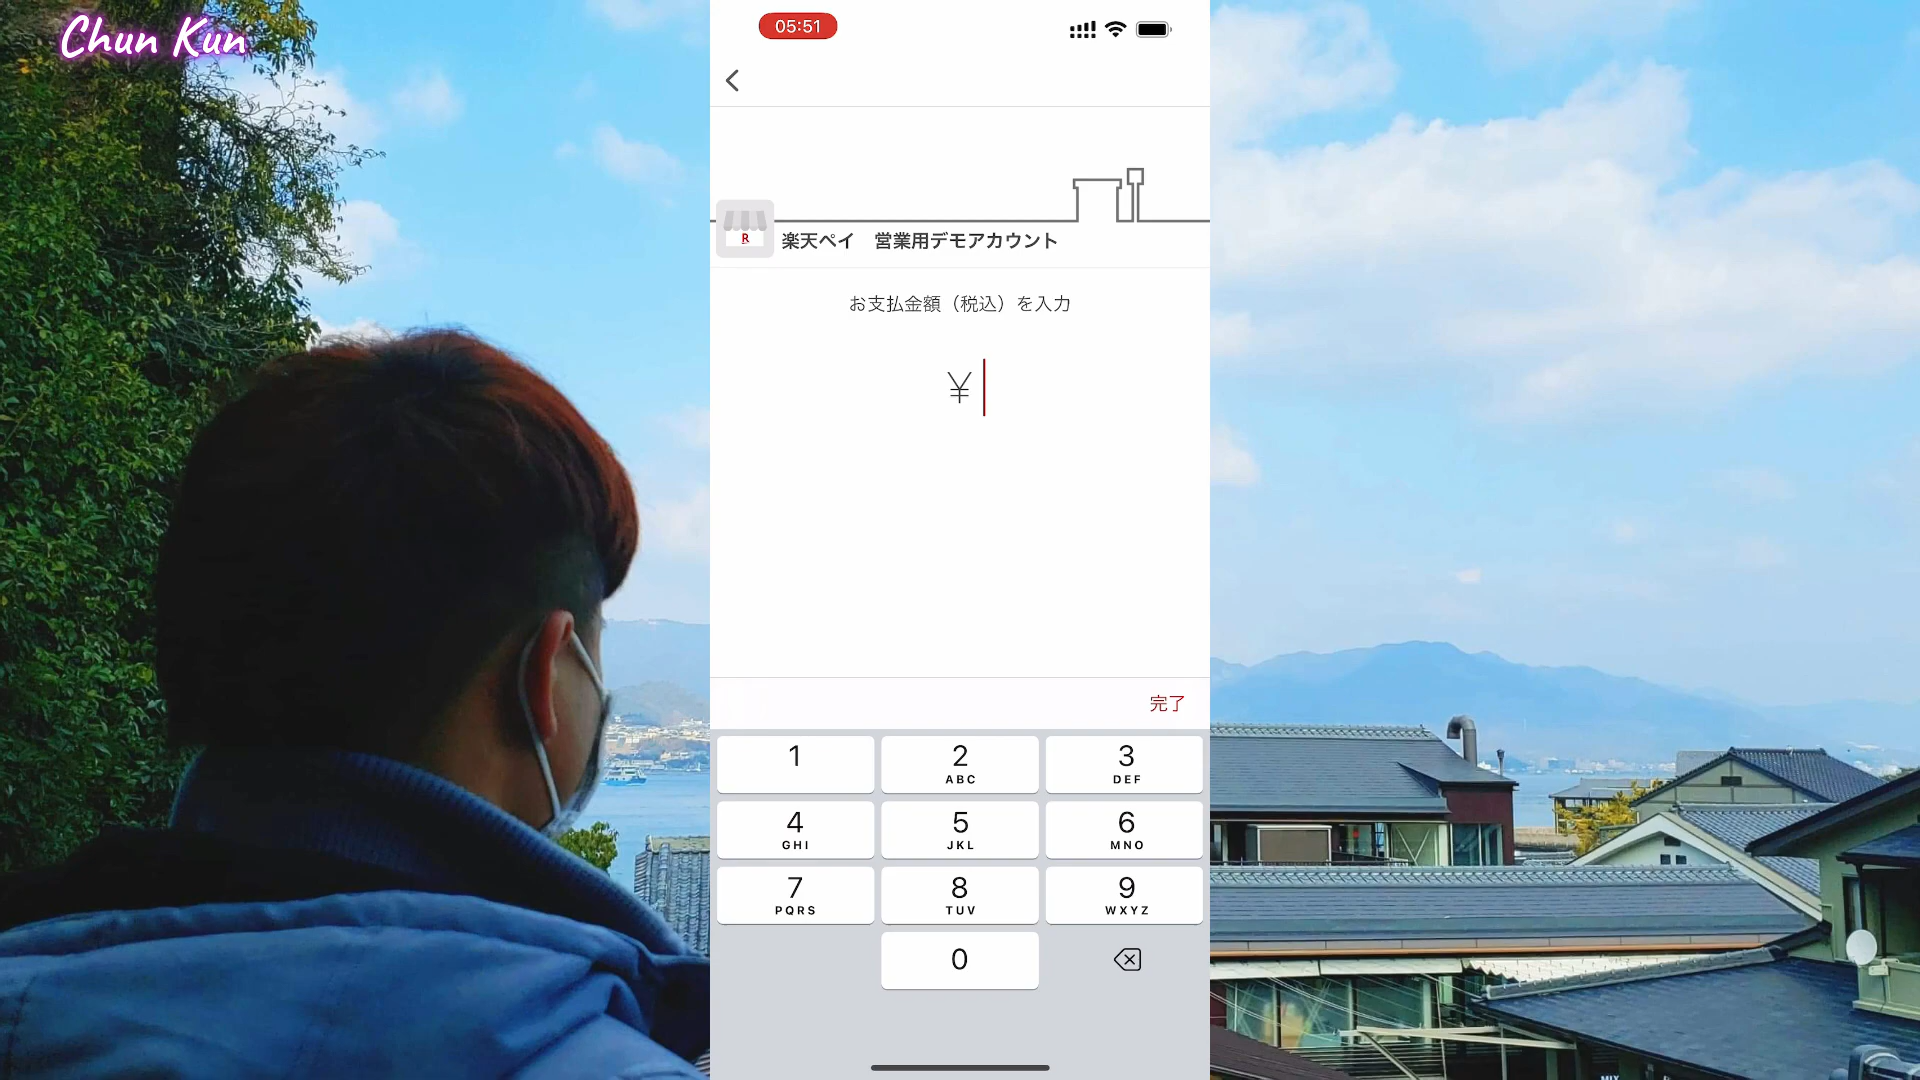 Chun Kun
05:51
R
楽天ペイ 営業用デモアカウント
お支払金額（税込）を入力
¥
完了
1
2
ABC
3
DEF
4
GHI
5
JKL
6
MNO
7
PQRS
8
TUV
9
WXYZ
0
MIX